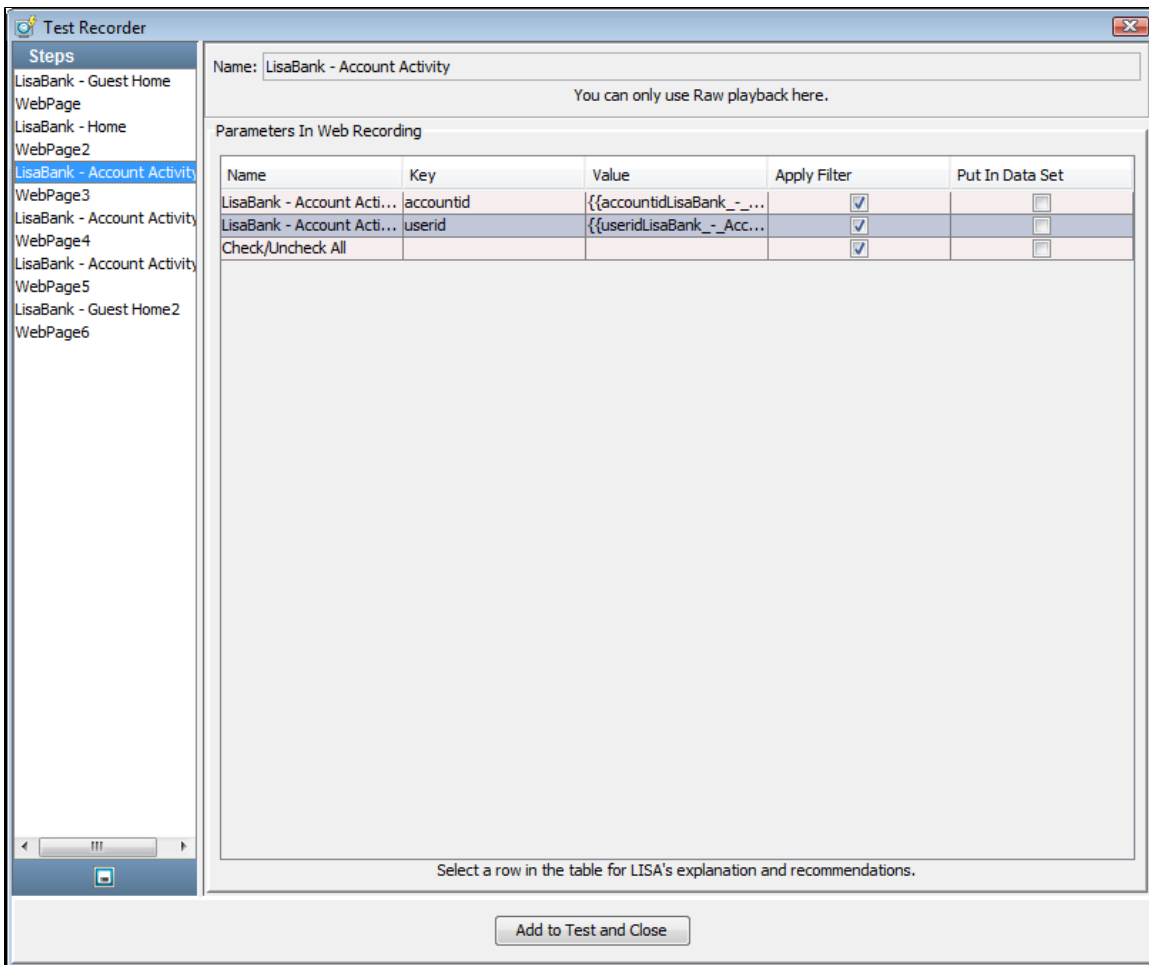 Test Recorder
Steps
LisaBank - Guest Home
WebPage
LisaBank - Home
WebPage2
LisaBank - Account Activity
WebPage3
LisaBank - Account Activity
WebPage4
LisaBank - Account Activity
WebPage5
LisaBank - Guest Home2
WebPage6
Name: LisaBank - Account Activity
You can only use Raw playback here.
Parameters In Web Recording
Name Key Value Apply Filter Put In Data Set
LisaBank - Account Acti... accountid {{accountidLisaBank_-_...
LisaBank - Account Acti... userid {{useridLisaBank_-_Acc...
Check/Uncheck All
Select a row in the table for LISA's explanation and recommendations.
Add to Test and Close